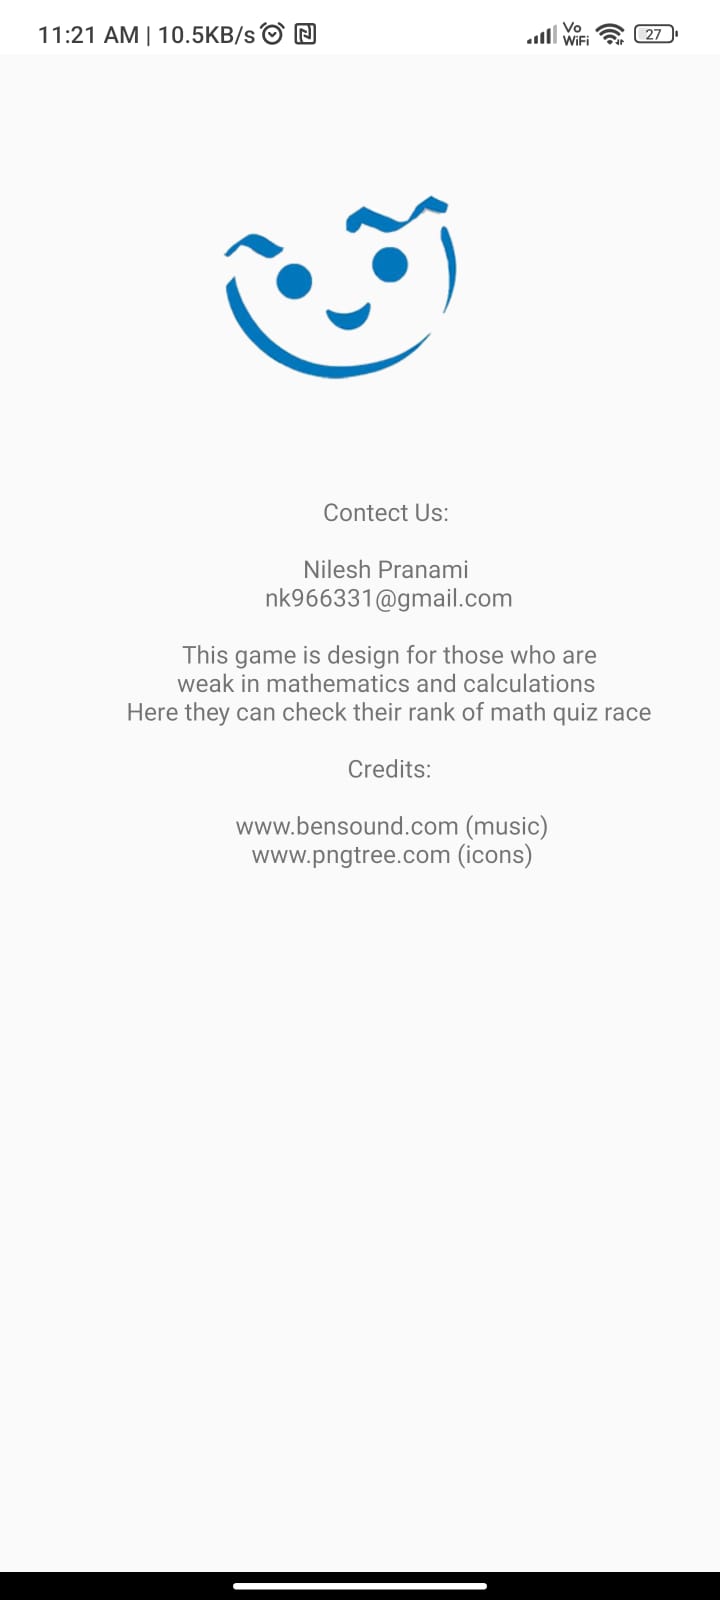 11:21 AM | 10.5KB/s
Vo
WiFi
27
Contect Us:
Nilesh Pranami
nk966331@gmail.com
This game is design for those who are
weak in mathematics and calculations
Here they can check their rank of math quiz race
Credits:
www.bensound.com (music)
www.pngtree.com (icons)